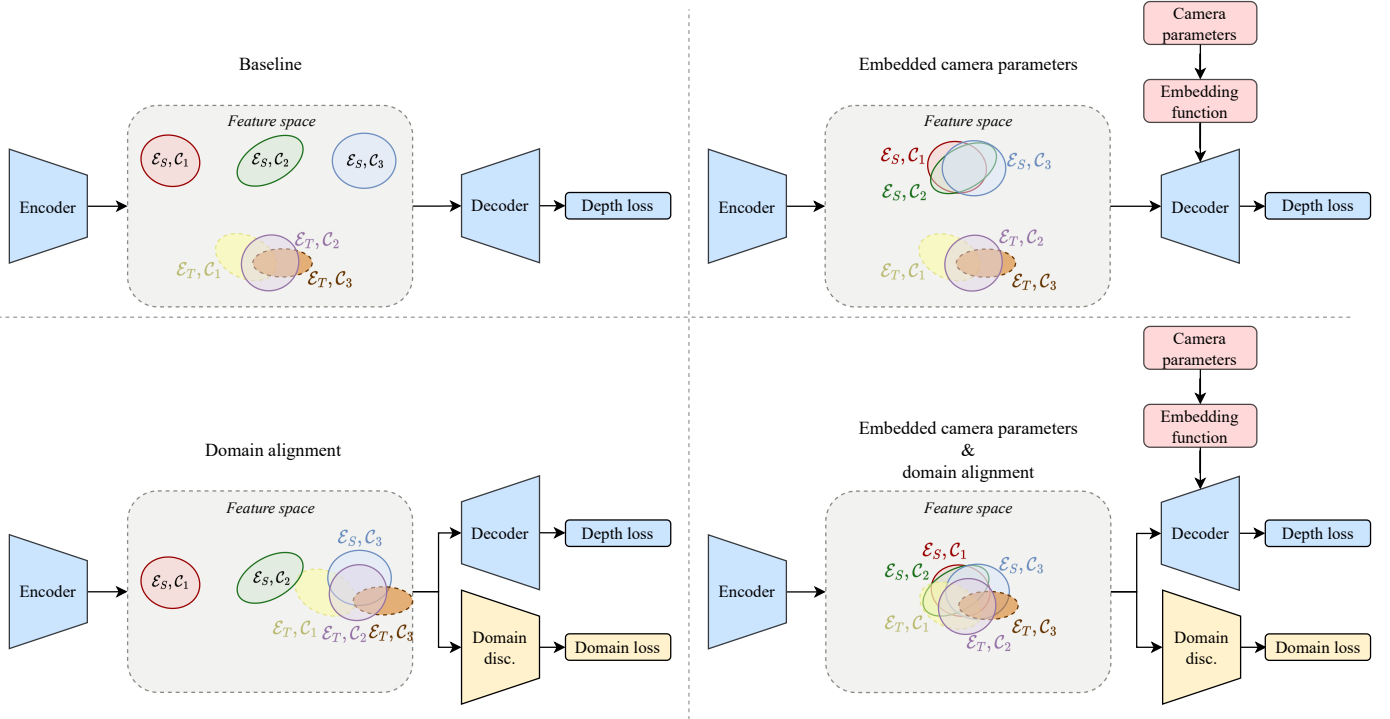 Baseline
Feature space
ℰ_S, 𝒞_1
ℰ_S, 𝒞_2
ℰ_S, 𝒞_3
Encoder
Decoder
Depth loss
ℰ_T, 𝒞_2
ℰ_T, 𝒞_1
ℰ_T, 𝒞_3
Camera
parameters
Embedded camera parameters
Embedding
function
Feature space
ℰ_S, 𝒞_1
ℰ_S, 𝒞_3
ℰ_S, 𝒞_2
Encoder
Decoder
Depth loss
ℰ_T, 𝒞_2
ℰ_T, 𝒞_1
ℰ_T, 𝒞_3
Domain alignment
Feature space
Decoder
Depth loss
ℰ_S, 𝒞_3
ℰ_S, 𝒞_1
ℰ_S, 𝒞_2
Encoder
ℰ_T, 𝒞_1
ℰ_T, 𝒞_2
ℰ_T, 𝒞_3
Domain
disc.
Domain loss
Camera
parameters
Embedding
function
Embedded camera parameters
&
domain alignment
Feature space
Decoder
Depth loss
ℰ_S, 𝒞_1
ℰ_S, 𝒞_2
ℰ_S, 𝒞_3
Encoder
ℰ_T, 𝒞_1
ℰ_T, 𝒞_3
ℰ_T, 𝒞_2
Domain
disc.
Domain loss